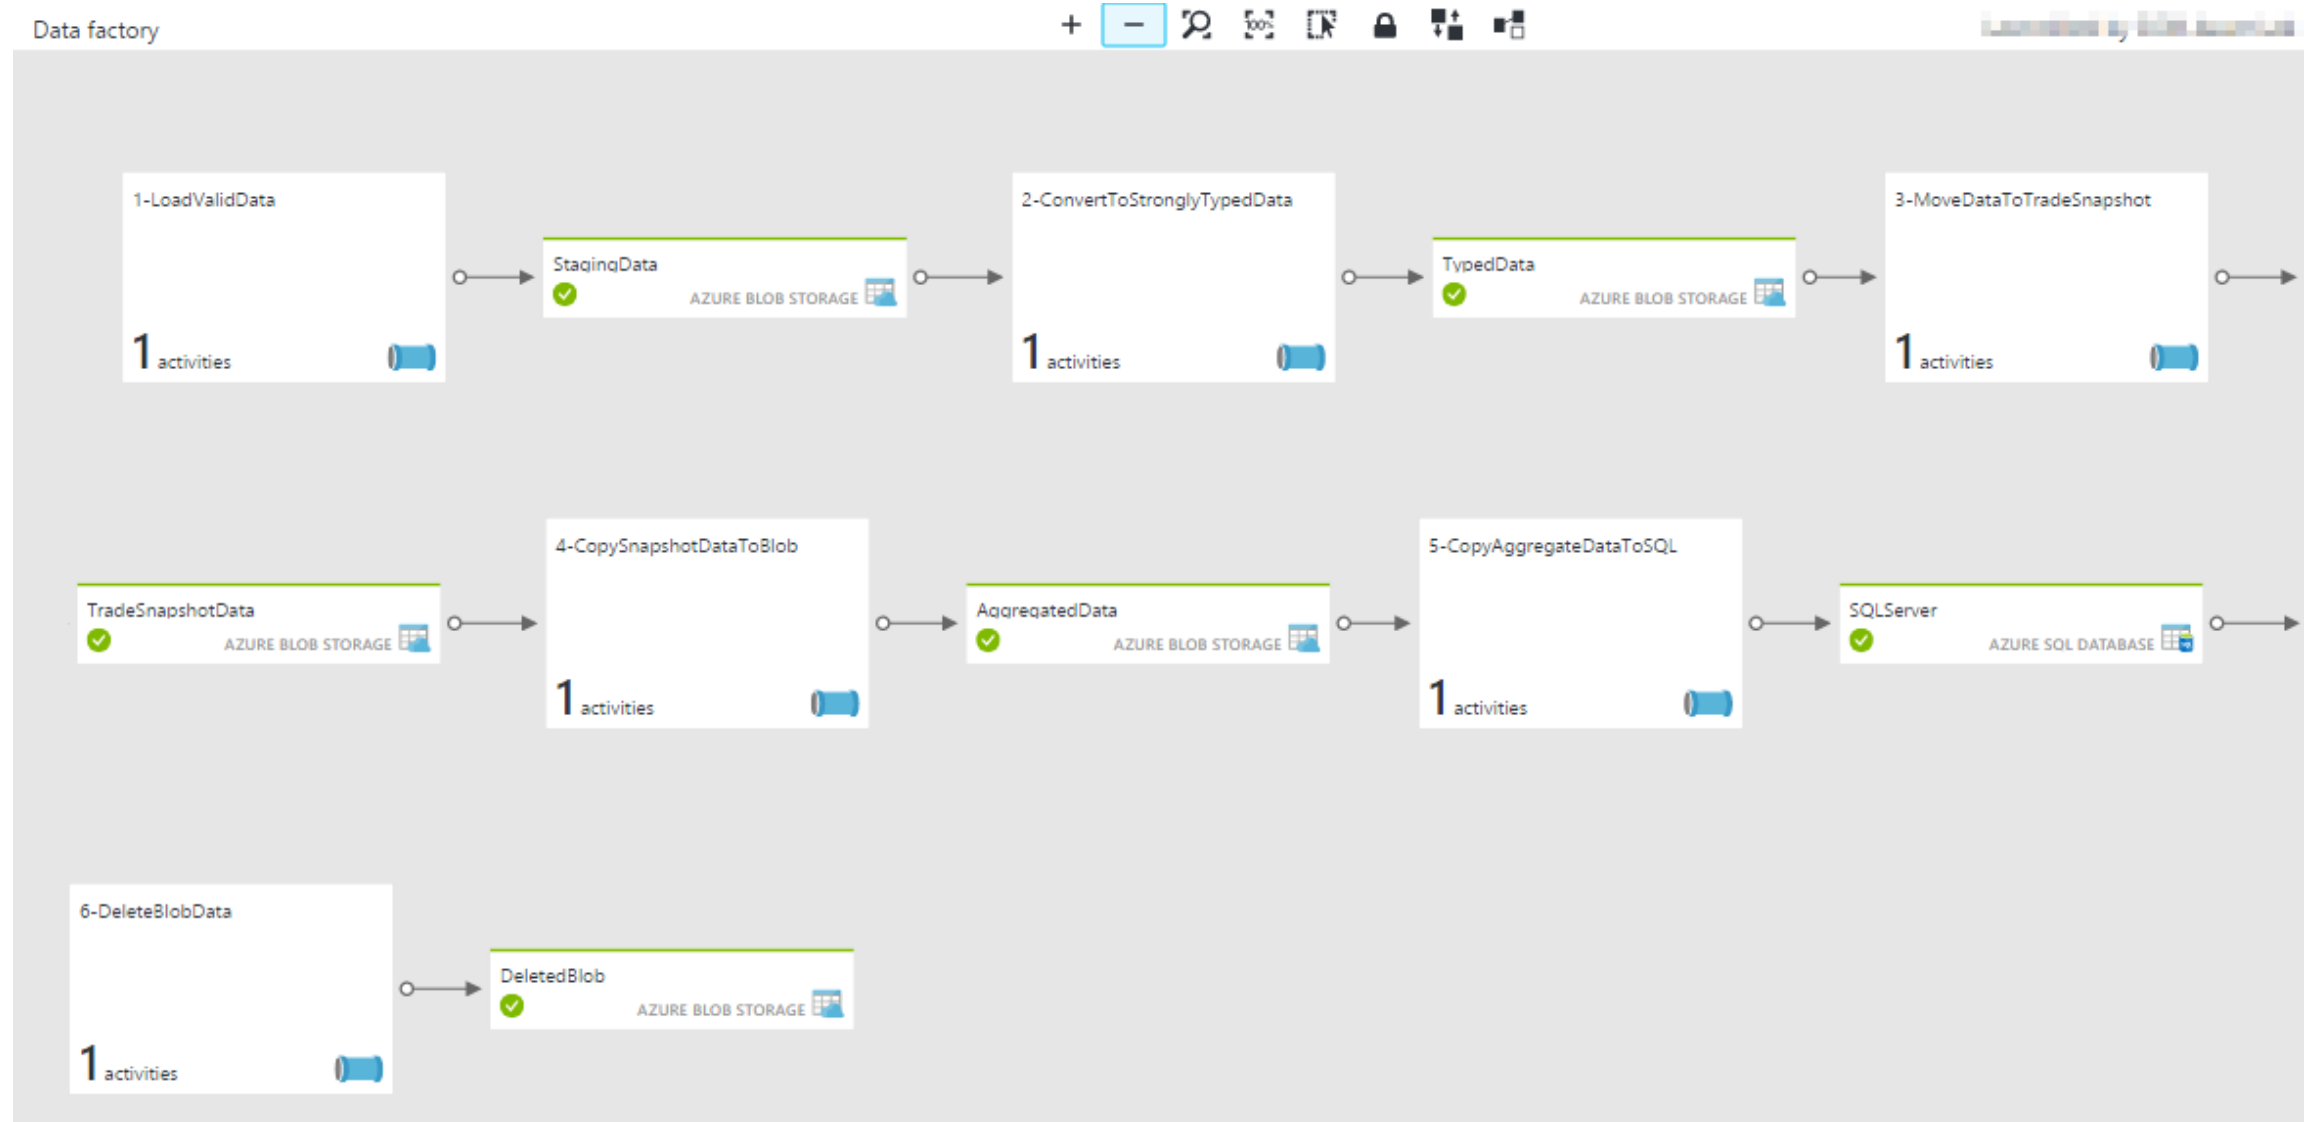 Data factory
100%
1-LoadValidData
1 activities
StagingData
AZURE BLOB STORAGE
2-ConvertToStronglyTypedData
1 activities
TypedData
AZURE BLOB STORAGE
3-MoveDataToTradeSnapshot
1 activities
TradeSnapshotData
AZURE BLOB STORAGE
4-CopySnapshotDataToBlob
1 activities
AggregatedData
AZURE BLOB STORAGE
5-CopyAggregateDataToSQL
1 activities
SQLServer
AZURE SQL DATABASE
6-DeleteBlobData
1 activities
DeletedBlob
AZURE BLOB STORAGE